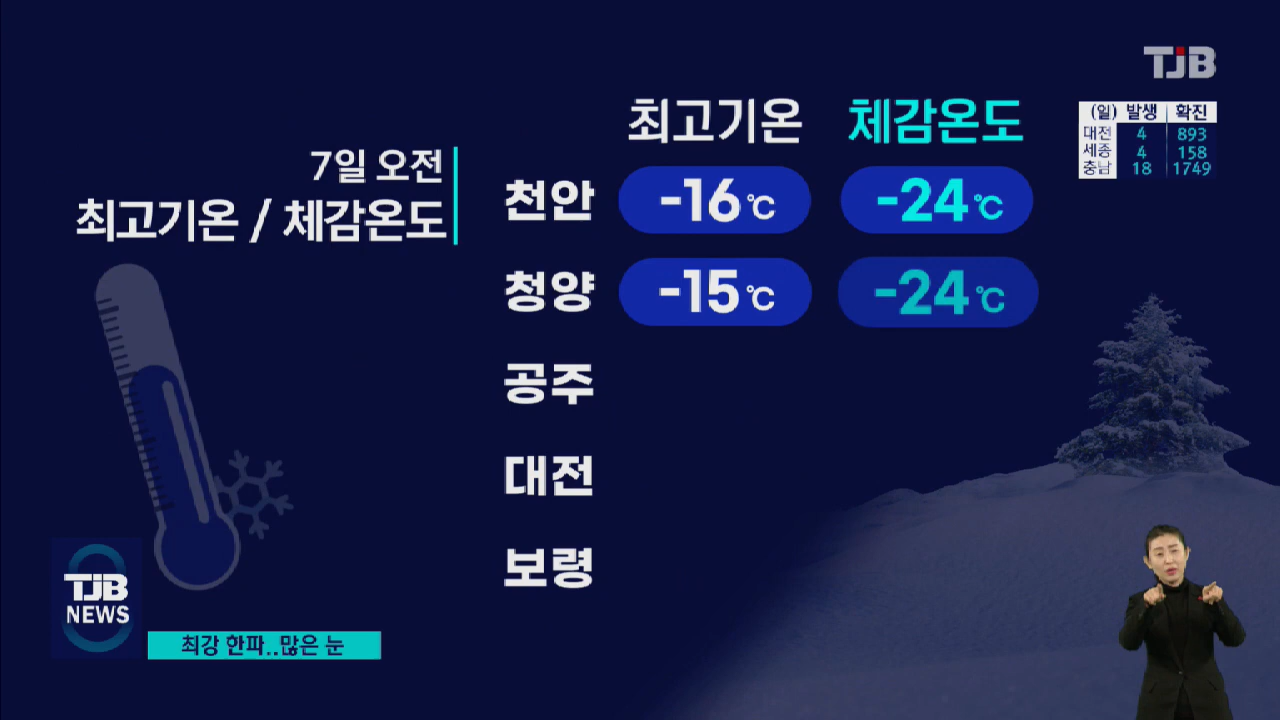 TJB
(일) 발생 확진
대전 4 893
세종 4 158
충남 18 1749
7일 오전
최고기온 / 체감온도
최고기온 체감온도
천안 -16℃ -24℃
청양 -15℃ -24℃
공주
대전
보령
8
TJB
NEWS
최강 한파..많은 눈